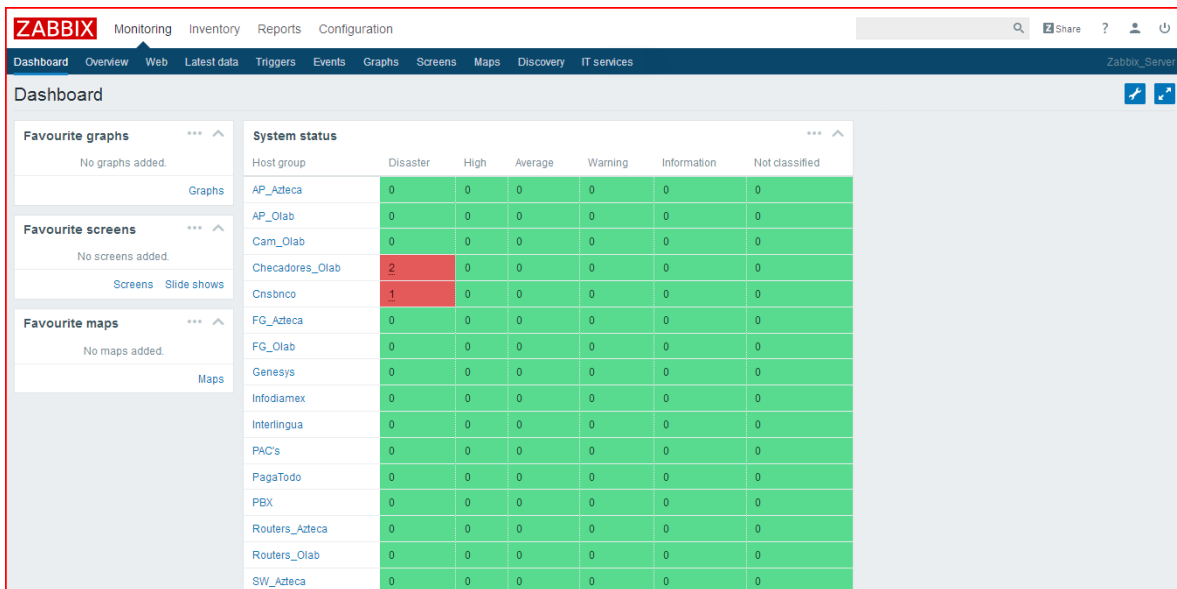 ZABBIX Monitoring Inventory Reports Configuration Z Share ?
Dashboard Overview Web Latest data Triggers Events Graphs Screens Maps Discovery IT services Zabbix_Server
Dashboard
Favourite graphs
No graphs added.
Graphs
Favourite screens
No screens added.
Screens Slide shows
Favourite maps
No maps added.
Maps
System status
Host group Disaster High Average Warning Information Not classified
AP_Azteca 0 0 0 0 0 0
AP_Olab 0 0 0 0 0 0
Cam_Olab 0 0 0 0 0 0
Checadores_Olab 2 0 0 0 0 0
Cnsbnco 1 0 0 0 0 0
FG_Azteca 0 0 0 0 0 0
FG_Olab 0 0 0 0 0 0
Genesys 0 0 0 0 0 0
Infodiamex 0 0 0 0 0 0
Interlingua 0 0 0 0 0 0
PAC's 0 0 0 0 0 0
PagaTodo 0 0 0 0 0 0
PBX 0 0 0 0 0 0
Routers_Azteca 0 0 0 0 0 0
Routers_Olab 0 0 0 0 0 0
SW_Azteca 0 0 0 0 0 0